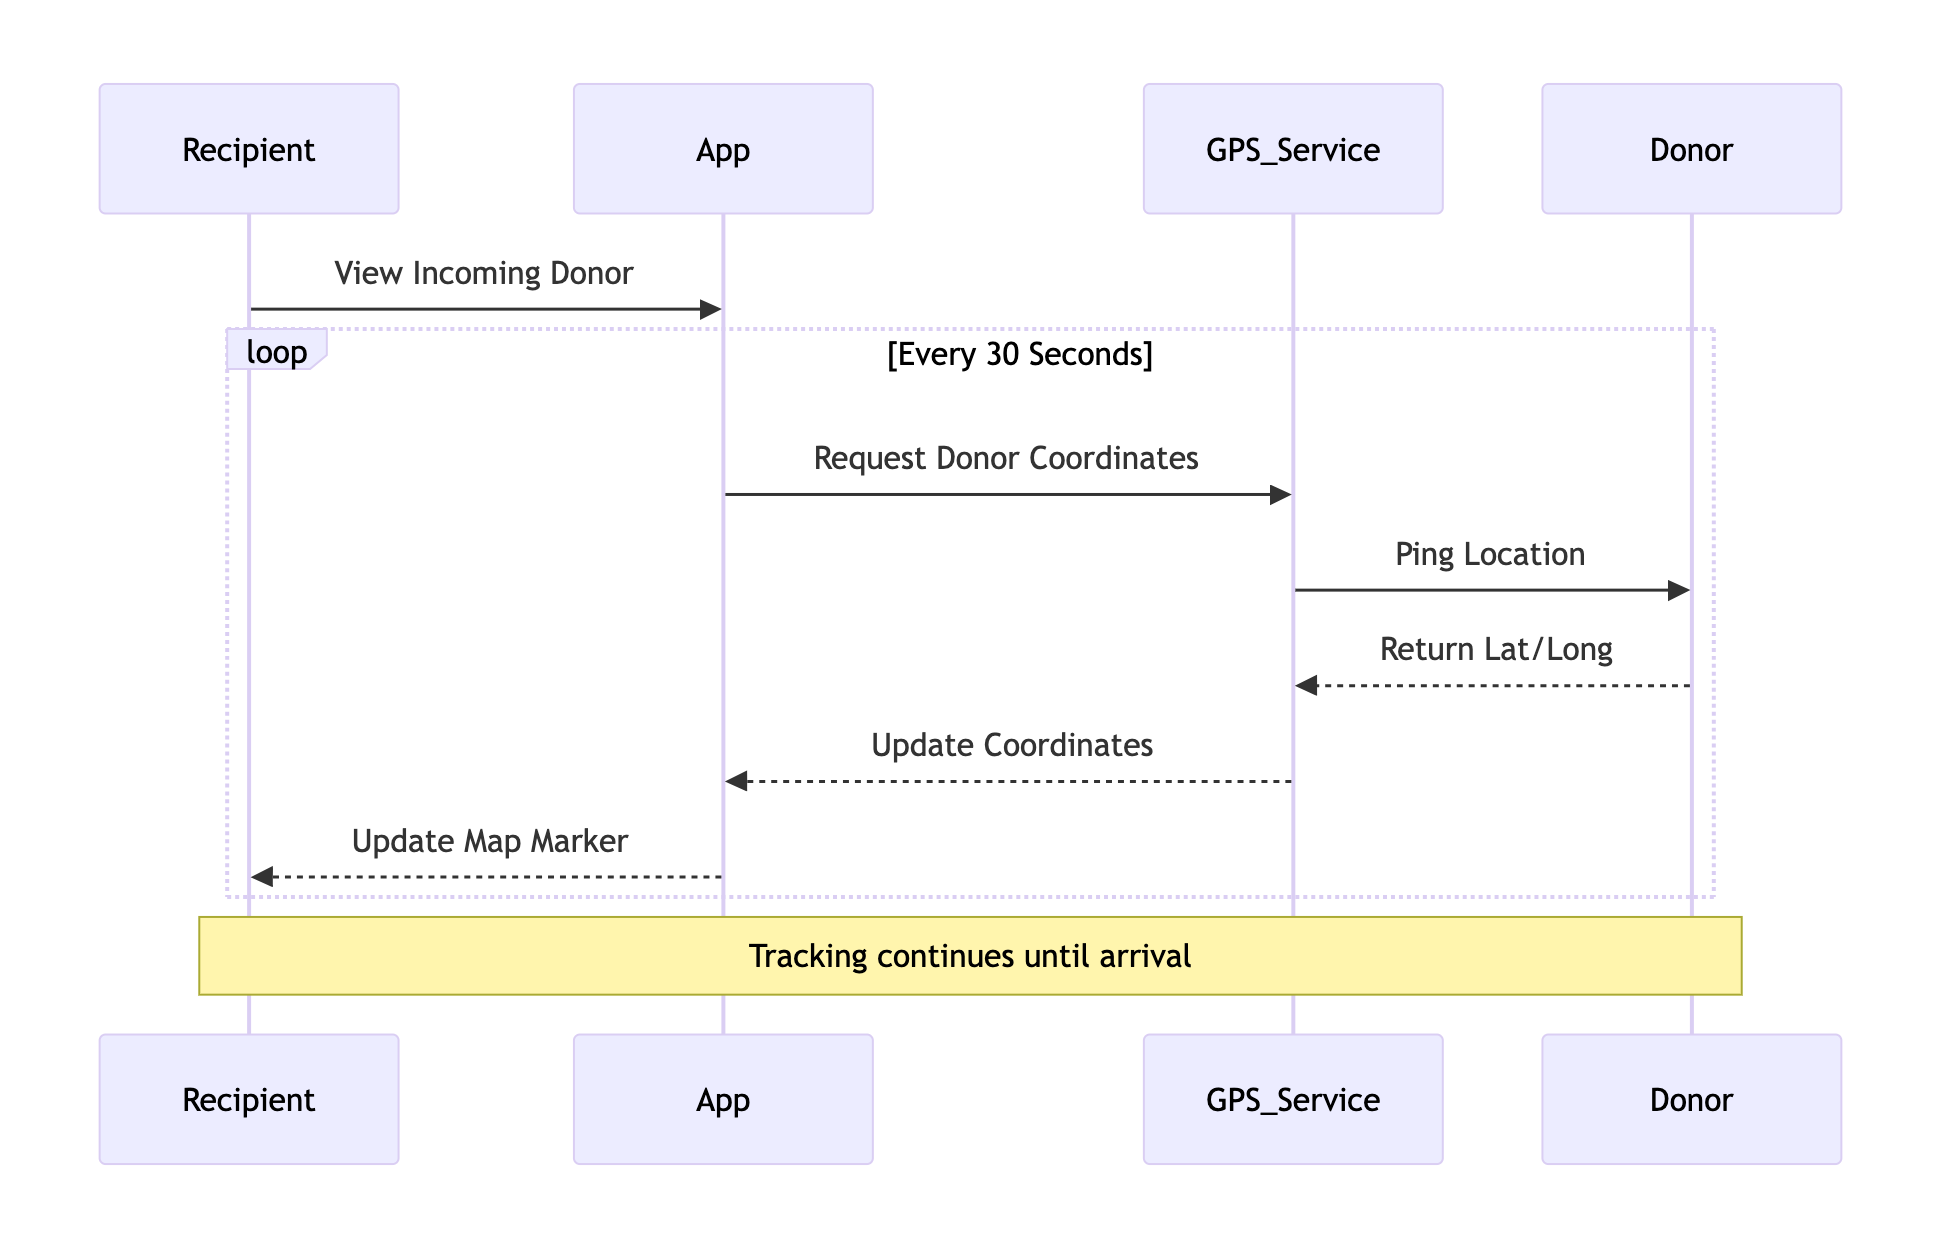 Recipient
App
GPS_Service
Donor
View Incoming Donor
loop
[Every 30 Seconds]
Request Donor Coordinates
Ping Location
Return Lat/Long
Update Coordinates
Update Map Marker
Tracking continues until arrival
Recipient
App
GPS_Service
Donor